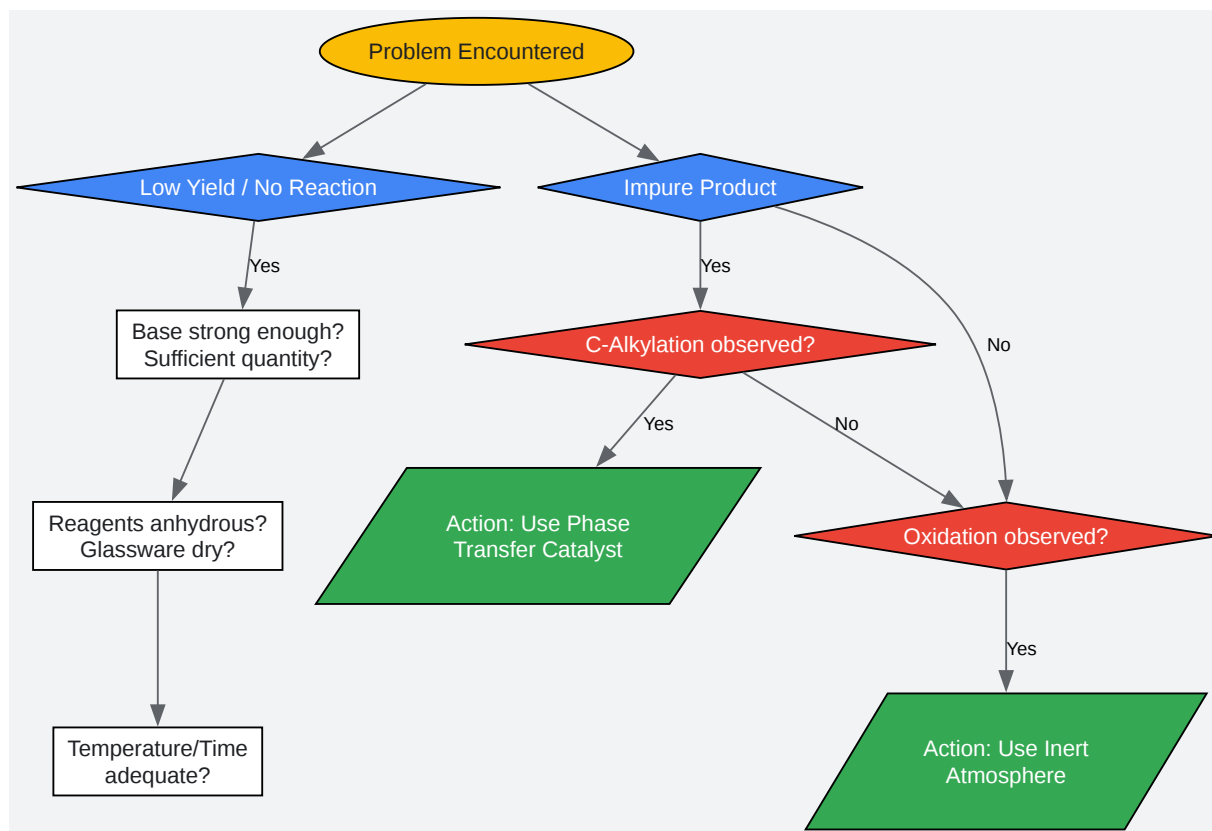 Problem Encountered
Low Yield / No Reaction
Impure Product
Yes
Yes
Base strong enough?
Sufficient quantity?
C-Alkylation observed?
No
Yes
No
Reagents anhydrous?
Glassware dry?
Action: Use Phase
Transfer Catalyst
Oxidation observed?
Yes
Temperature/Time
adequate?
Action: Use Inert
Atmosphere